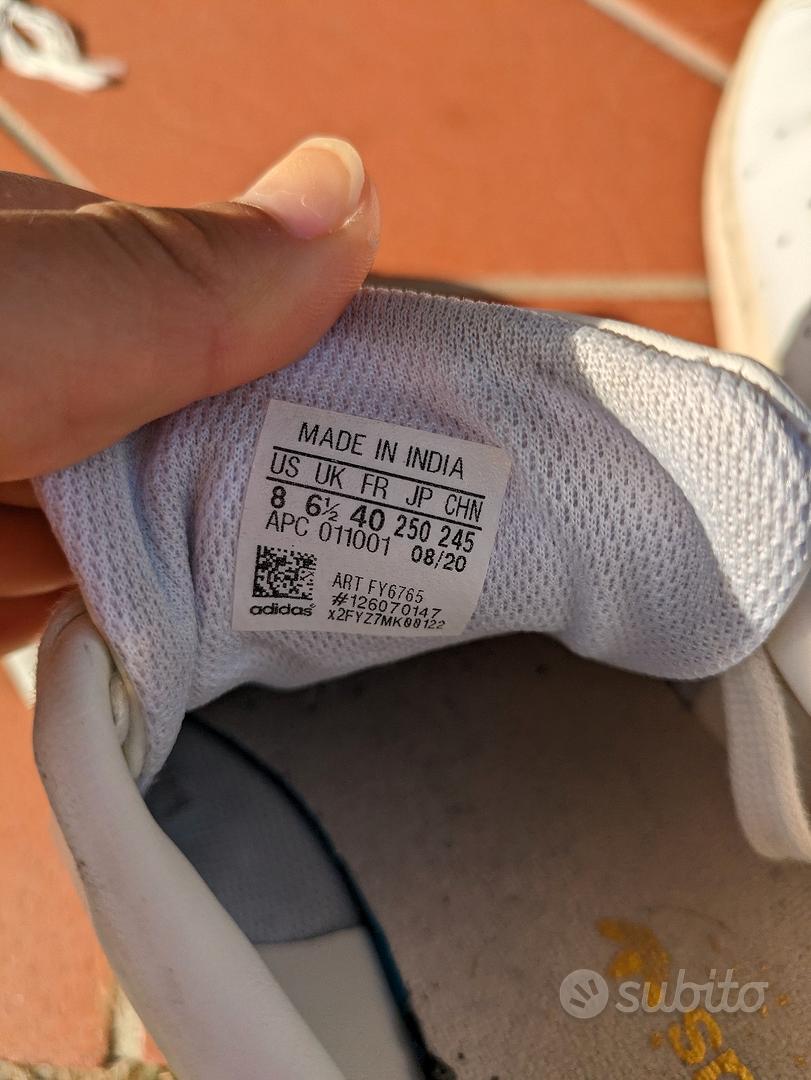 MADE IN INDIA
US UK FR JP CHN
8 6½ 40 250 245
APC 011001 08/20
ART FY6765
#126070147
X2FYZ7MK00122
adidas
subito